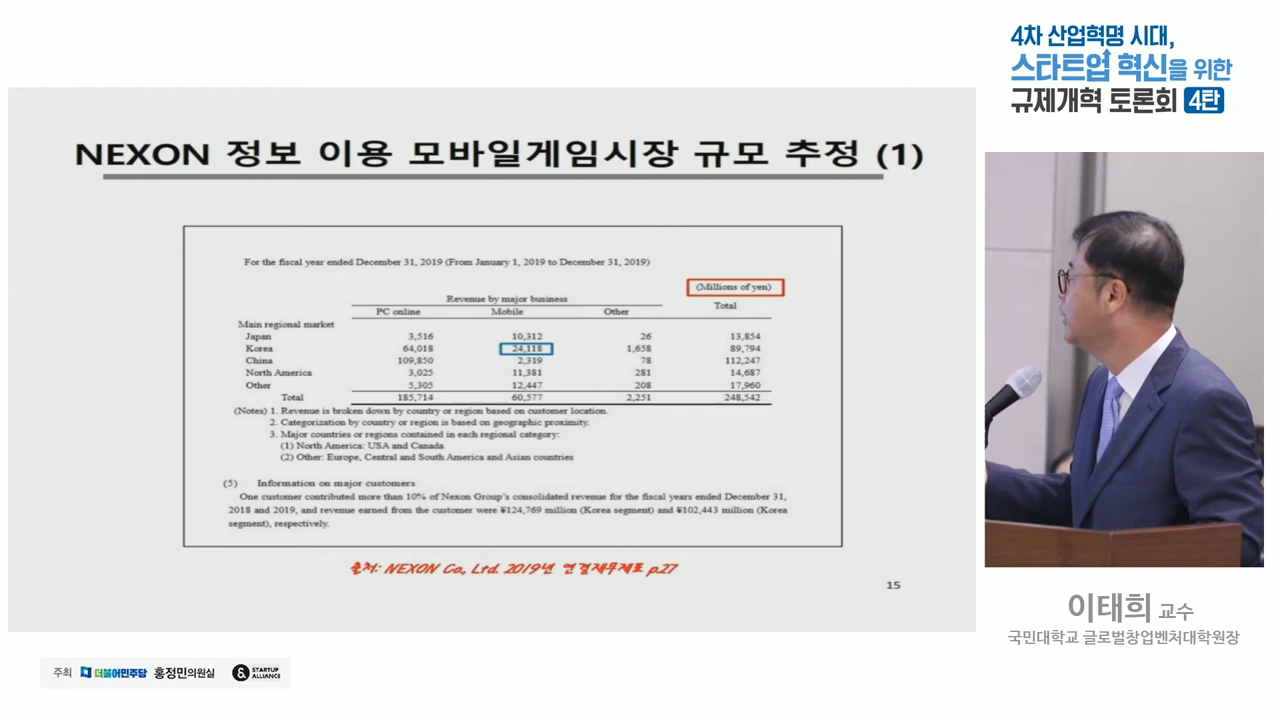 4차 산업혁명 시대,
스타트업 혁신을 위한
규제개혁 토론회 4탄
NEXON 정보 이용 모바일게임시장 규모 추정 (1)
For the fiscal year ended December 31, 2019 (From January 1, 2019 to December 31, 2019)
(Millions of yen)
Revenue by major business
Total
PC online Mobile Other
Main regional market
Japan 3,516 10,312 26 13,854
Korea 64,018 24,118 1,658 89,794
China 109,850 2,319 78 112,247
North America 3,025 11,381 281 14,687
Other 5,305 12,447 208 17,960
Total 185,714 60,577 2,251 248,542
(Notes) 1. Revenue is broken down by country or region based on customer location.
2. Categorization by country or region is based on geographic proximity.
3. Major countries or regions contained in each regional category:
(1) North America: USA and Canada
(2) Other: Europe, Central and South America and Asian countries
(5) Information on major customers
One customer contributed more than 10% of Nexon Group's consolidated revenue for the fiscal years ended December 31,
2018 and 2019, and revenue earned from the customer were ¥124,769 million (Korea segment) and ¥102,443 million (Korea
segment), respectively.
출처: NEXON Co., Ltd. 2019년 연결재무제표 p.27
15
이태희 교수
국민대학교 글로벌창업벤처대학원장
주최 더불어민주당 홍정민의원실 & STARTUP
ALLIANCE